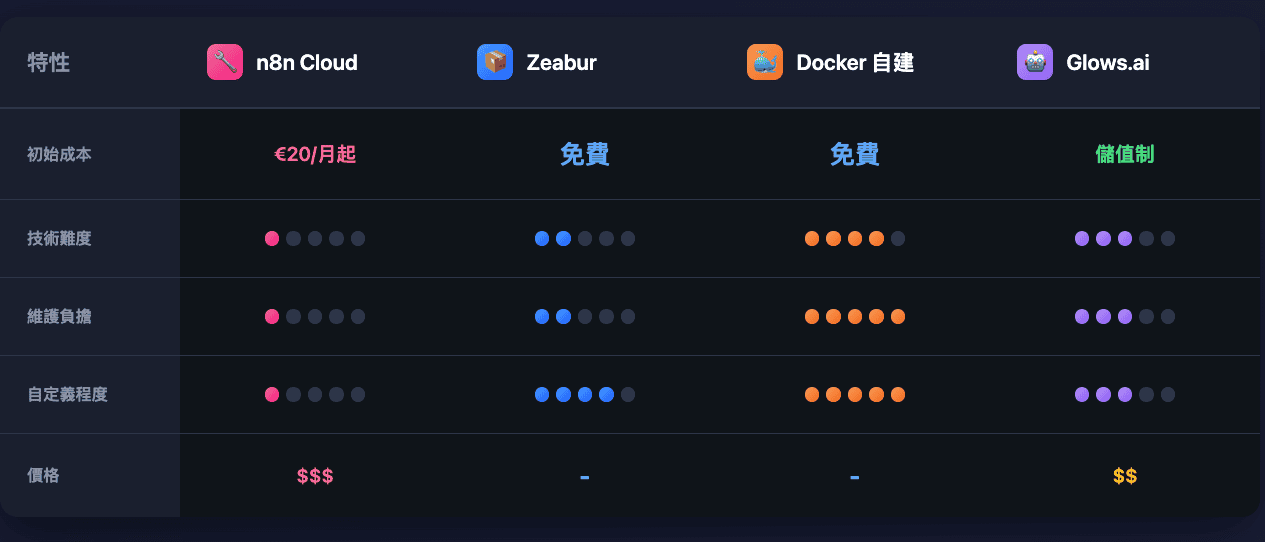 特性 n8n Cloud Zeabur Docker 自建 Glows.ai
初始成本 €20/月起 免費 免費 儲值制
技術難度
維護負擔
自定義程度
價格 $$$ - - $$